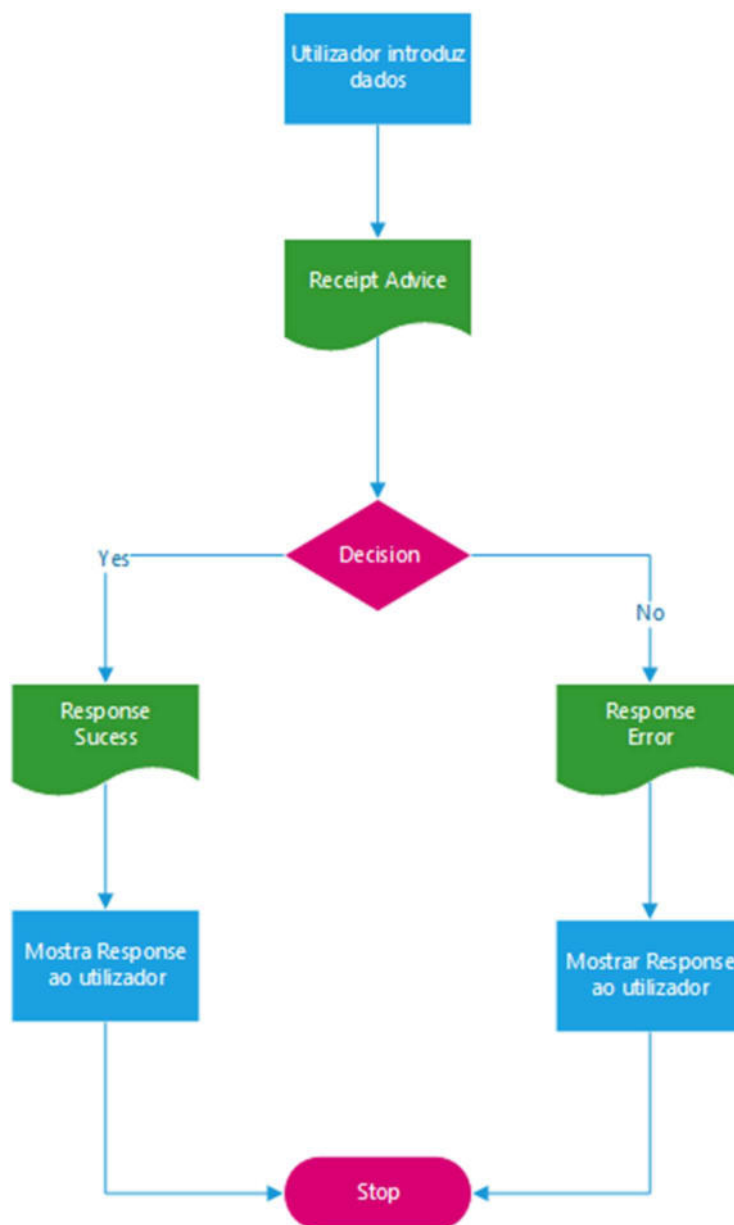 Utilizador introduz
dados
Receipt Advice
Decision
Yes
No
Response
Sucess
Response
Error
Mostra Response
ao utilizador
Mostrar Response
ao utilizador
Stop